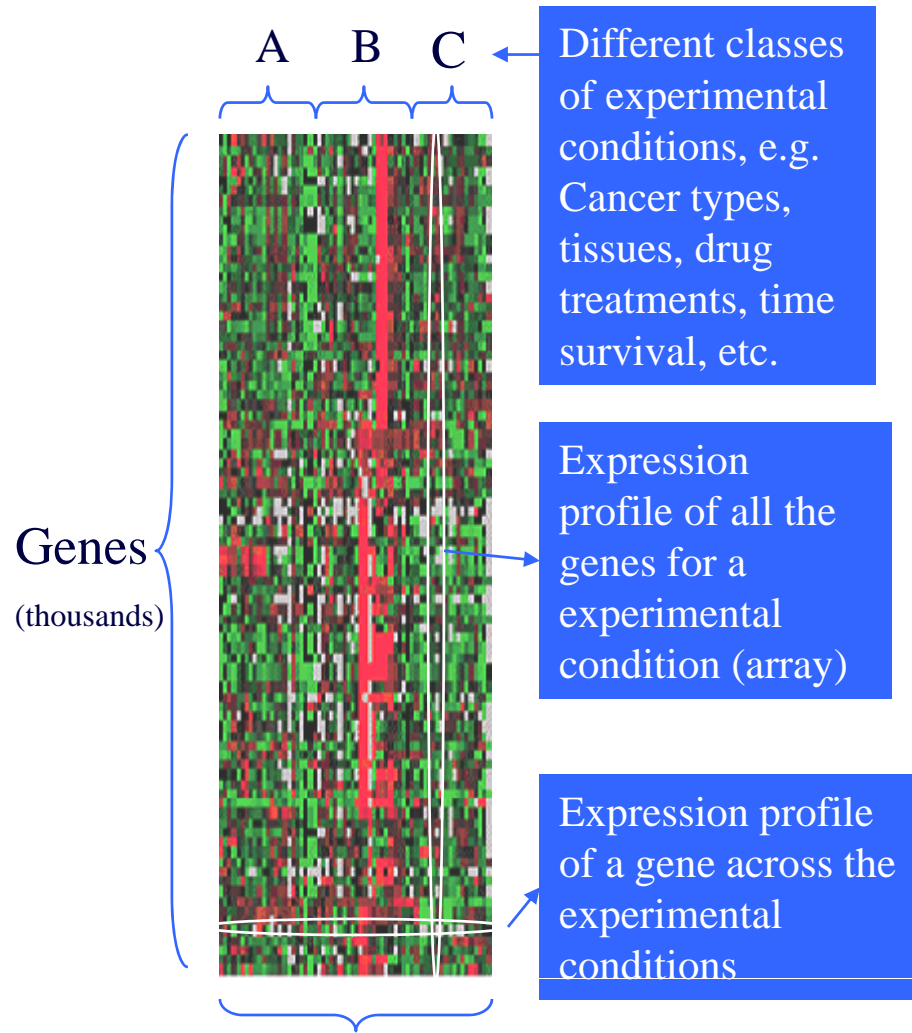 A B C
Different classes
of experimental
conditions, e.g.
Cancer types,
tissues, drug
treatments, time
survival, etc.
Genes
(thousands)
Expression
profile of all the
genes for a
experimental
condition (array)
Expression profile
of a gene across the
experimental
conditions